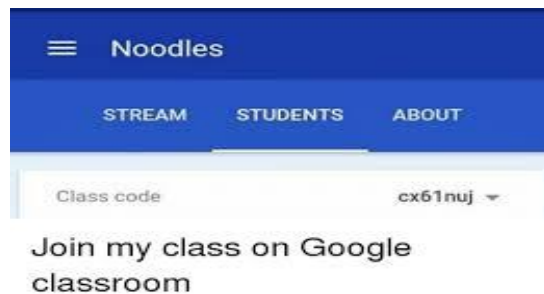 Noodles
STREAM STUDENTS ABOUT
Class code cx61nuj
Join my class on Google
classroom